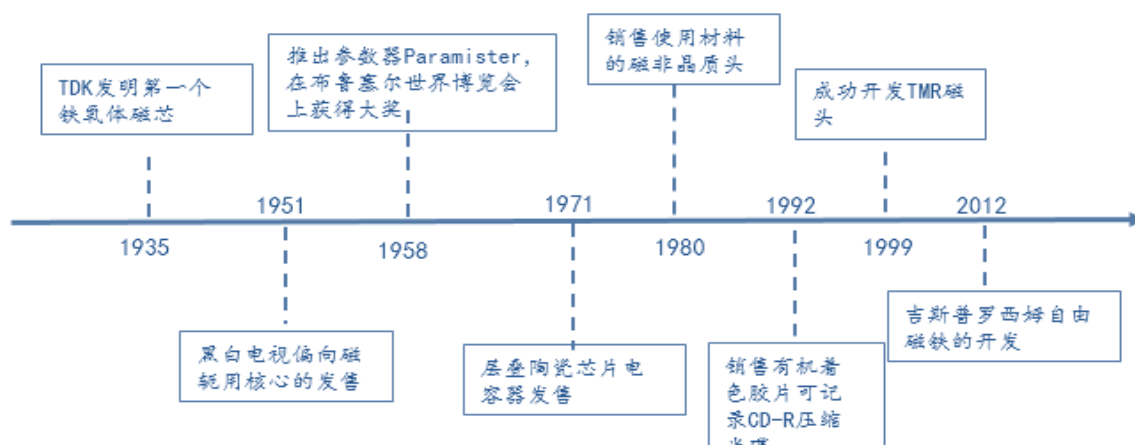 TDK发明第一个
铁氧体磁芯
推出参数器Paramister,
在布鲁塞尔世界博览会
上获得大奖
销售使用材料
的磁非晶质头
成功开发TMR磁
头
1951
1971
1992
2012
1935
1958
1980
1999
黑白电视偏向磁
轭用核心的发售
层叠陶瓷芯片电
容器发售
销售有机着
色胶片可记
录CD-R压缩
吉斯普罗西姆自由
磁铁的开发